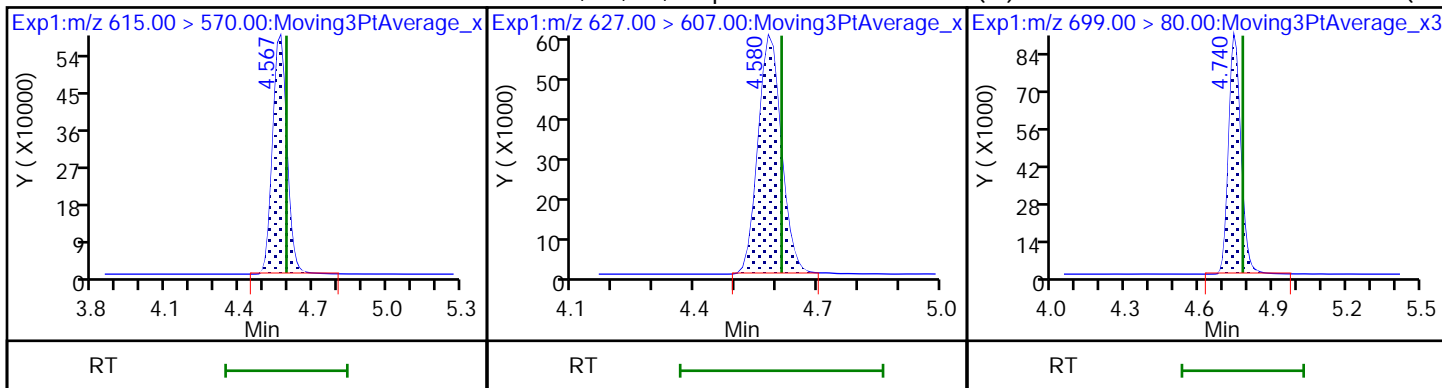 Exp1:m/z 615.00 > 570.00:Moving3PtAverage_x
Y ( X10000)
54
45
36
27
18
9
0
4.567
3.8 4.1 4.4 4.7 5.0 5.3
Min
RT
Exp1:m/z 627.00 > 607.00:Moving3PtAverage_x
Y ( X1000)
60
50
40
30
20
10
0
4.580
4.1 4.4 4.7 5.0
Min
RT
Exp1:m/z 699.00 > 80.00:Moving3PtAverage_x3
Y ( X1000)
84
70
56
42
28
14
0
4.740
4.0 4.3 4.6 4.9 5.2 5.5
Min
RT